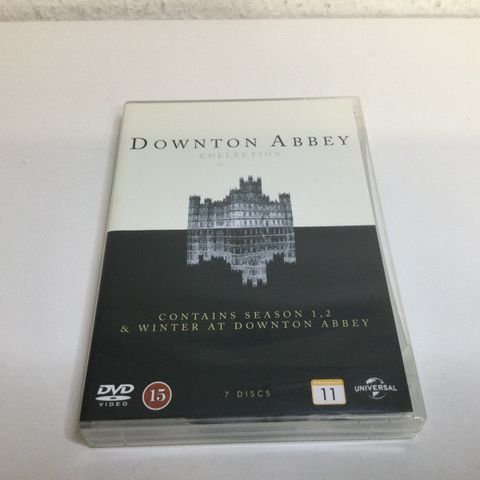 DOWNTON ABBEY
COLLECTION
CONTAINS SEASON 1,2
& WINTER AT DOWNTON ABBEY
DVD
VIDEO
15
7 DISCS
11
UNIVERSAL